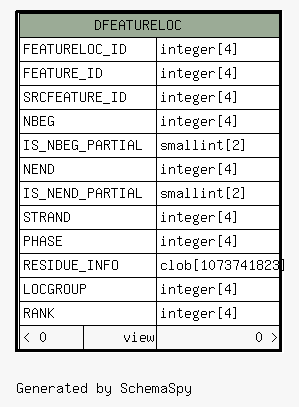 DFEATURELOC
FEATURELOC_ID integer[4]
FEATURE_ID integer[4]
SRCFEATURE_ID integer[4]
NBEG integer[4]
IS_NBEG_PARTIAL smallint[2]
NEND integer[4]
IS_NEND_PARTIAL smallint[2]
STRAND integer[4]
PHASE integer[4]
RESIDUE_INFO clob[1073741823]
LOCGROUP integer[4]
RANK integer[4]
< 0 view 0 >
Generated by SchemaSpy